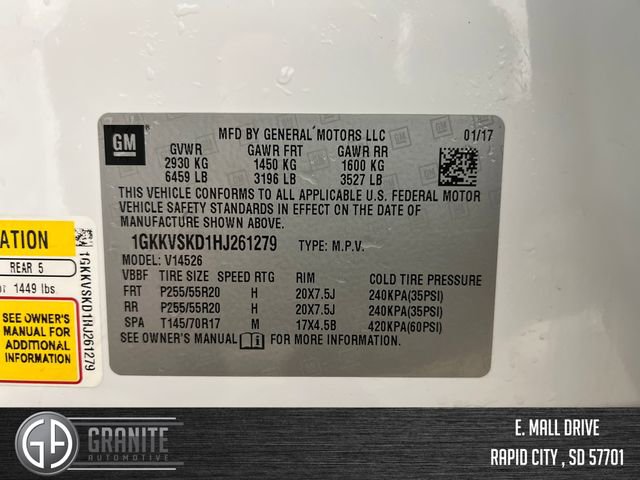 GM
MFD BY GENERAL MOTORS LLC
01/17
GVWR GAWR FRT GAWR RR
2930 KG 1450 KG 1600 KG
6459 LB 3196 LB 3527 LB
THIS VEHICLE CONFORMS TO ALL APPLICABLE U.S. FEDERAL MOTOR
VEHICLE SAFETY STANDARDS IN EFFECT ON THE DATE OF
MANUFACTURE SHOWN ABOVE.
1GKKVSKD1HJ261279 TYPE: M.P.V.
MODEL: V14526
VBBF TIRE SIZE SPEED RTG RIM COLD TIRE PRESSURE
FRT P255/55R20 H 20X7.5J 240KPA(35PSI)
RR P255/55R20 H 20X7.5J 240KPA(35PSI)
SPA T145/70R17 M 17X4.5B 420KPA(60PSI)
SEE OWNER'S MANUAL FOR MORE INFORMATION
ATION
REAR 5
r 1449 lbs.
SEE OWNER'S
MANUAL FOR
ADDITIONAL
INFORMATION
1GKKVSKD1HJ261279
GA
GRANITE
AUTOMOTIVE
E. MALL DRIVE
RAPID CITY , SD 57701